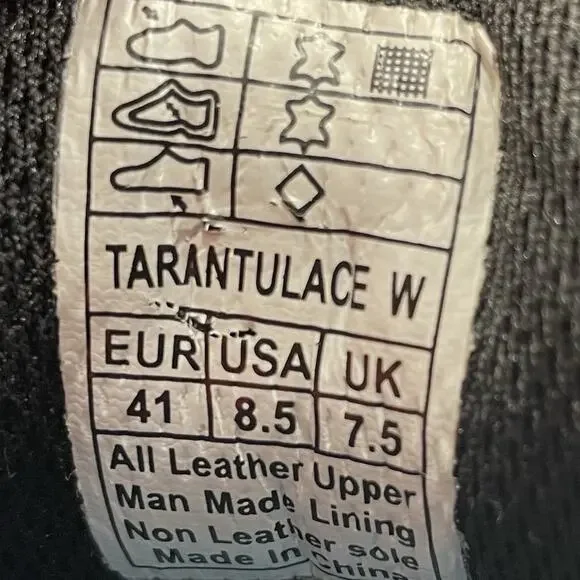 TARANTULACE W
EUR USA UK
41 8.5 7.5
All Leather Upper
Man Made Lining
Non Leather sole
Made In China